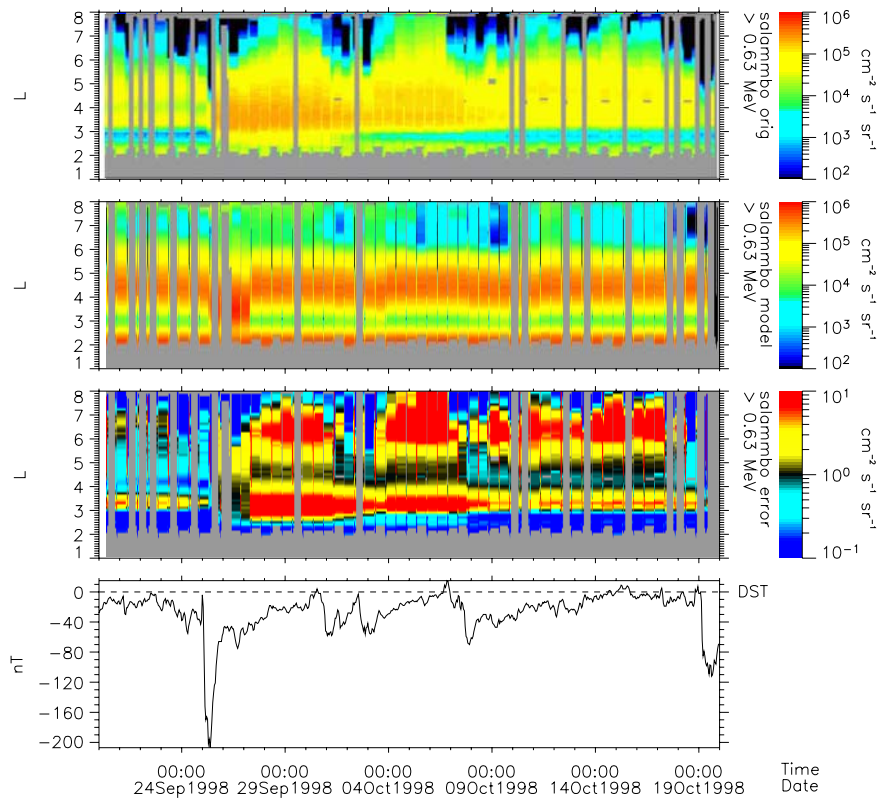 8
7
6
5
4
3
2
1
L
salammbo orig
> 0.63 MeV
10⁶
10⁵
10⁴
10³
10²
cm⁻² s⁻¹ sr⁻¹
8
7
6
5
4
3
2
1
L
salammbo model
> 0.63 MeV
10⁶
10⁵
10⁴
10³
10²
cm⁻² s⁻¹ sr⁻¹
8
7
6
5
4
3
2
1
L
salammbo error
> 0.63 MeV
10¹
10⁰
10⁻¹
cm⁻² s⁻¹ sr⁻¹
0
−40
−80
−120
−160
−200
nT
DST
00:00 00:00 00:00 00:00 00:00 00:00 Time
24Sep1998 29Sep1998 04Oct1998 09Oct1998 14Oct1998 19Oct1998 Date